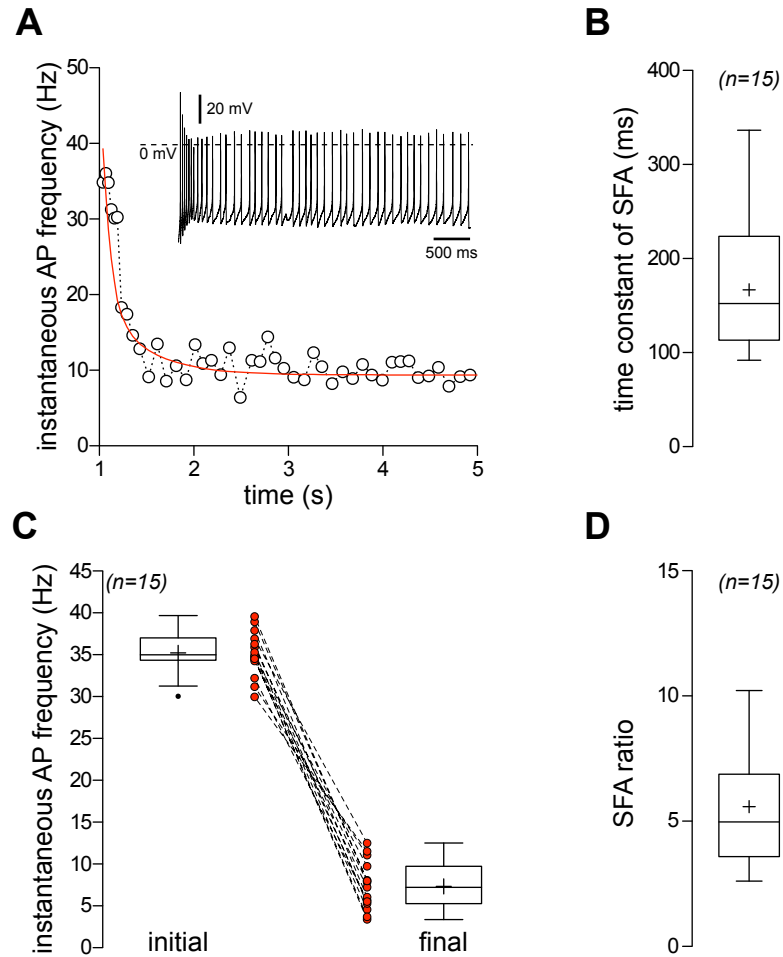 A
instantaneous AP frequency (Hz)
50
40
30
20
10
0
20 mV
0 mV
500 ms
1
2
3
4
5
time (s)
B
time constant of SFA (ms)
400
300
200
100
0
(n=15)
C
instantaneous AP frequency (Hz)
45
40
35
30
25
20
15
10
5
0
(n=15)
initial
final
D
SFA ratio
15
10
5
0
(n=15)